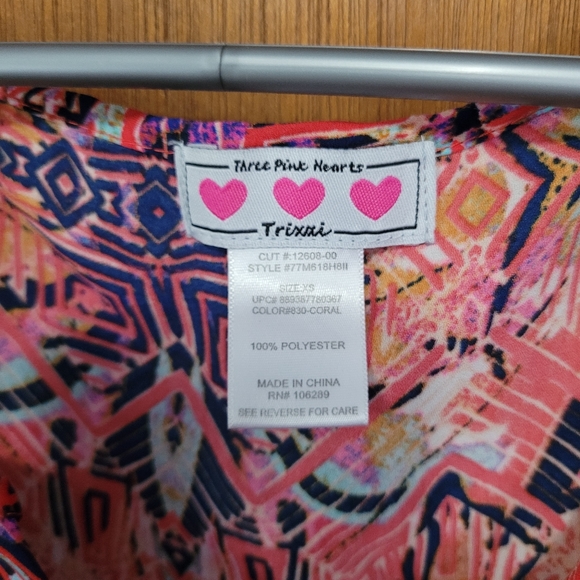 Three Pink Hearts
Trixxi
CUT #:12608-00
STYLE #77M618H8II
SIZE:XS
UPC# 889387780367
COLOR#830-CORAL
100% POLYESTER
MADE IN CHINA
RN# 106289
SEE REVERSE FOR CARE